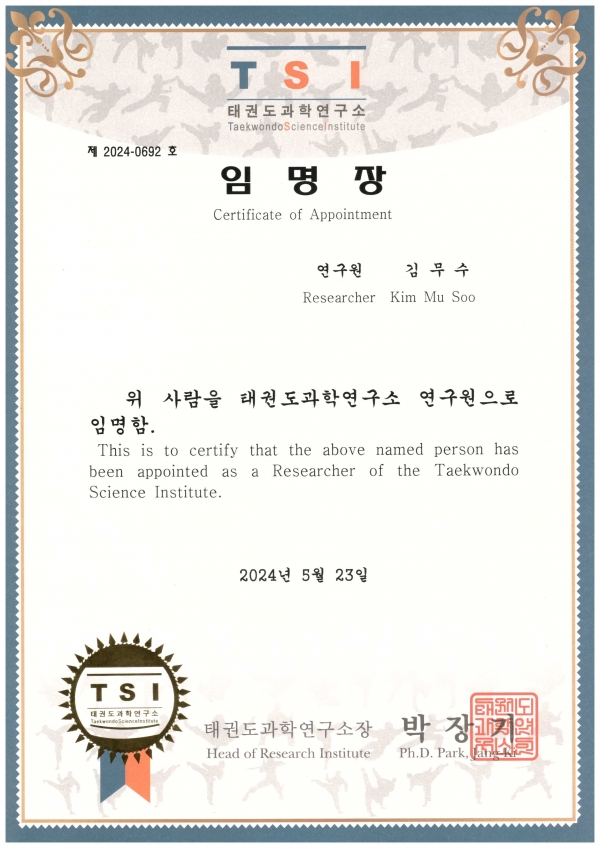 TSI
태권도과학연구소
TaekwondoScienceInstitute
제 2024-0692 호
임 명 장
Certificate of Appointment
연구원 김 무 수
Researcher Kim Mu Soo
위 사람을 태권도과학연구소 연구원으로
임명함.
This is to certify that the above named person has
been appointed as a Researcher of the Taekwondo
Science Institute.
2024년 5월 23일
TSI
태권도과학연구소
TaekwondoScienceInstitute
태권도과학연구소장 박 장 기
Head of Research Institute Ph.D. Park, Jang Ki